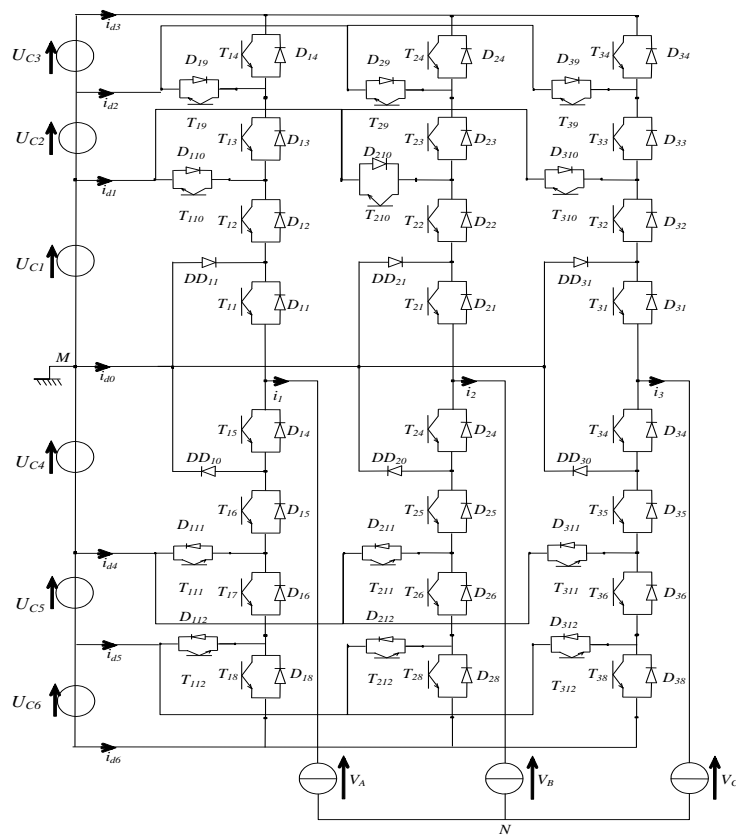 i_d3
U_C3
D_19 T_14 D_14 D_29 T_24 D_24 D_39 T_34 D_34
i_d2
T_19 T_29 T_39
U_C2
T_13 D_13 T_23 D_23 T_33 D_33
D_110 D_210 D_310
i_d1
T_110 T_12 D_12 T_210 T_22 D_22 T_310 T_32 D_32
U_C1
DD_11 DD_21 DD_31
T_11 D_11 T_21 D_21 T_31 D_31
M
i_d0
i_1 i_2 i_3
T_15 D_14 T_24 D_24 T_34 D_34
U_C4
DD_10 DD_20 DD_30
T_16 D_15 T_25 D_25 T_35 D_35
D_111 D_211 D_311
i_d4
U_C5
T_111 T_17 D_16 T_211 T_26 D_26 T_311 T_36 D_36
D_112 D_212 D_312
i_d5
T_112 T_18 D_18 T_212 T_28 D_28 T_312 T_38 D_38
U_C6
i_d6
V_A V_B V_C
N